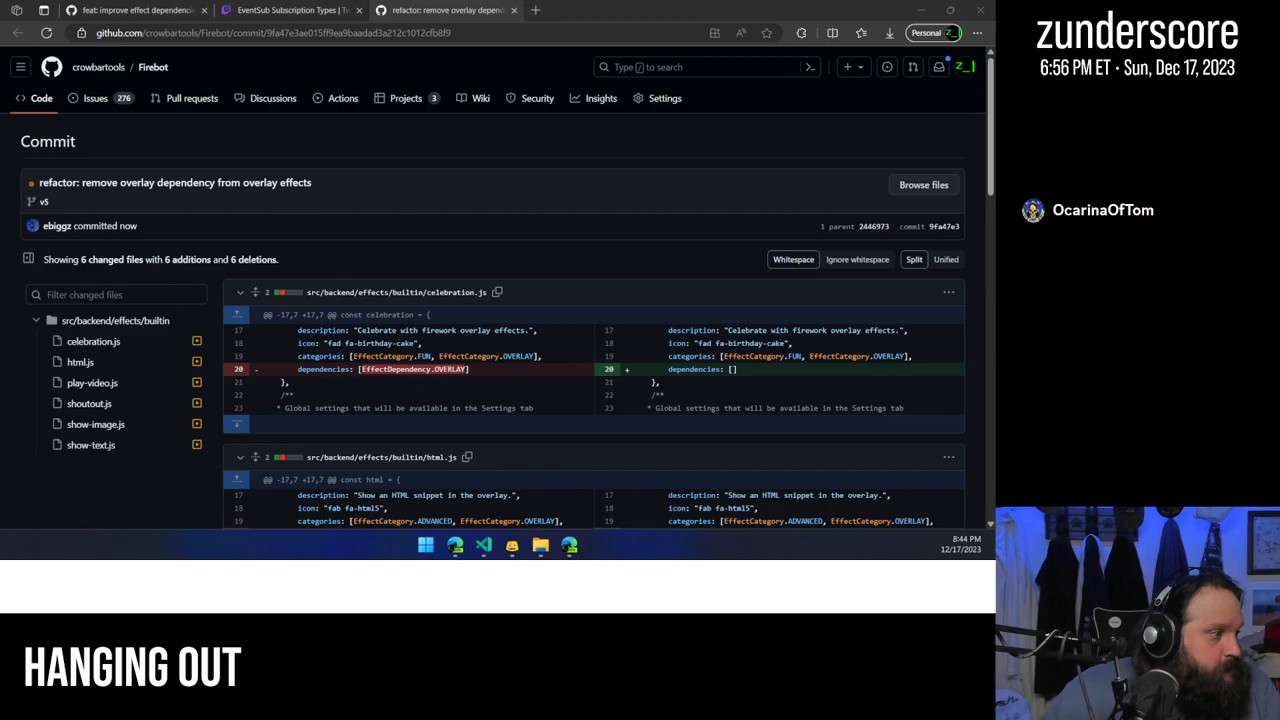 feat: improve effect dependenci
EventSub Subscription Types | Tw
refactor: remove overlay depend
github.com/crowbartools/Firebot/commit/9fa47e3ae015ff9ea9baadad3a212c1012cfb8f9
Personal
crowbartools / Firebot
Type / to search
Code
Issues 276
Pull requests
Discussions
Actions
Projects 3
Wiki
Security
Insights
Settings
Commit
refactor: remove overlay dependency from overlay effects
Browse files
v5
ebiggz committed now
1 parent 2446973 commit 9fa47e3
Showing 6 changed files with 6 additions and 6 deletions.
Whitespace
Ignore whitespace
Split
Unified
Filter changed files
src/backend/effects/builtin
celebration.js
html.js
play-video.js
shoutout.js
show-image.js
show-text.js
2 src/backend/effects/builtin/celebration.js
@@ -17,7 +17,7 @@ const celebration = {
17 description: "Celebrate with firework overlay effects.",
18 icon: "fad fa-birthday-cake",
19 categories: [EffectCategory.FUN, EffectCategory.OVERLAY],
20 - dependencies: [EffectDependency.OVERLAY]
21 },
22 /**
23 * Global settings that will be available in the Settings tab
17 description: "Celebrate with firework overlay effects.",
18 icon: "fad fa-birthday-cake",
19 categories: [EffectCategory.FUN, EffectCategory.OVERLAY],
20 + dependencies: []
21 },
22 /**
23 * Global settings that will be available in the Settings tab
2 src/backend/effects/builtin/html.js
@@ -17,7 +17,7 @@ const html = {
17 description: "Show an HTML snippet in the overlay.",
18 icon: "fab fa-html5",
19 categories: [EffectCategory.ADVANCED, EffectCategory.OVERLAY],
17 description: "Show an HTML snippet in the overlay.",
18 icon: "fab fa-html5",
19 categories: [EffectCategory.ADVANCED, EffectCategory.OVERLAY],
8:44 PM
12/17/2023
zunderscore
6:56 PM ET • Sun, Dec 17, 2023
OcarinaOfTom
HANGING OUT